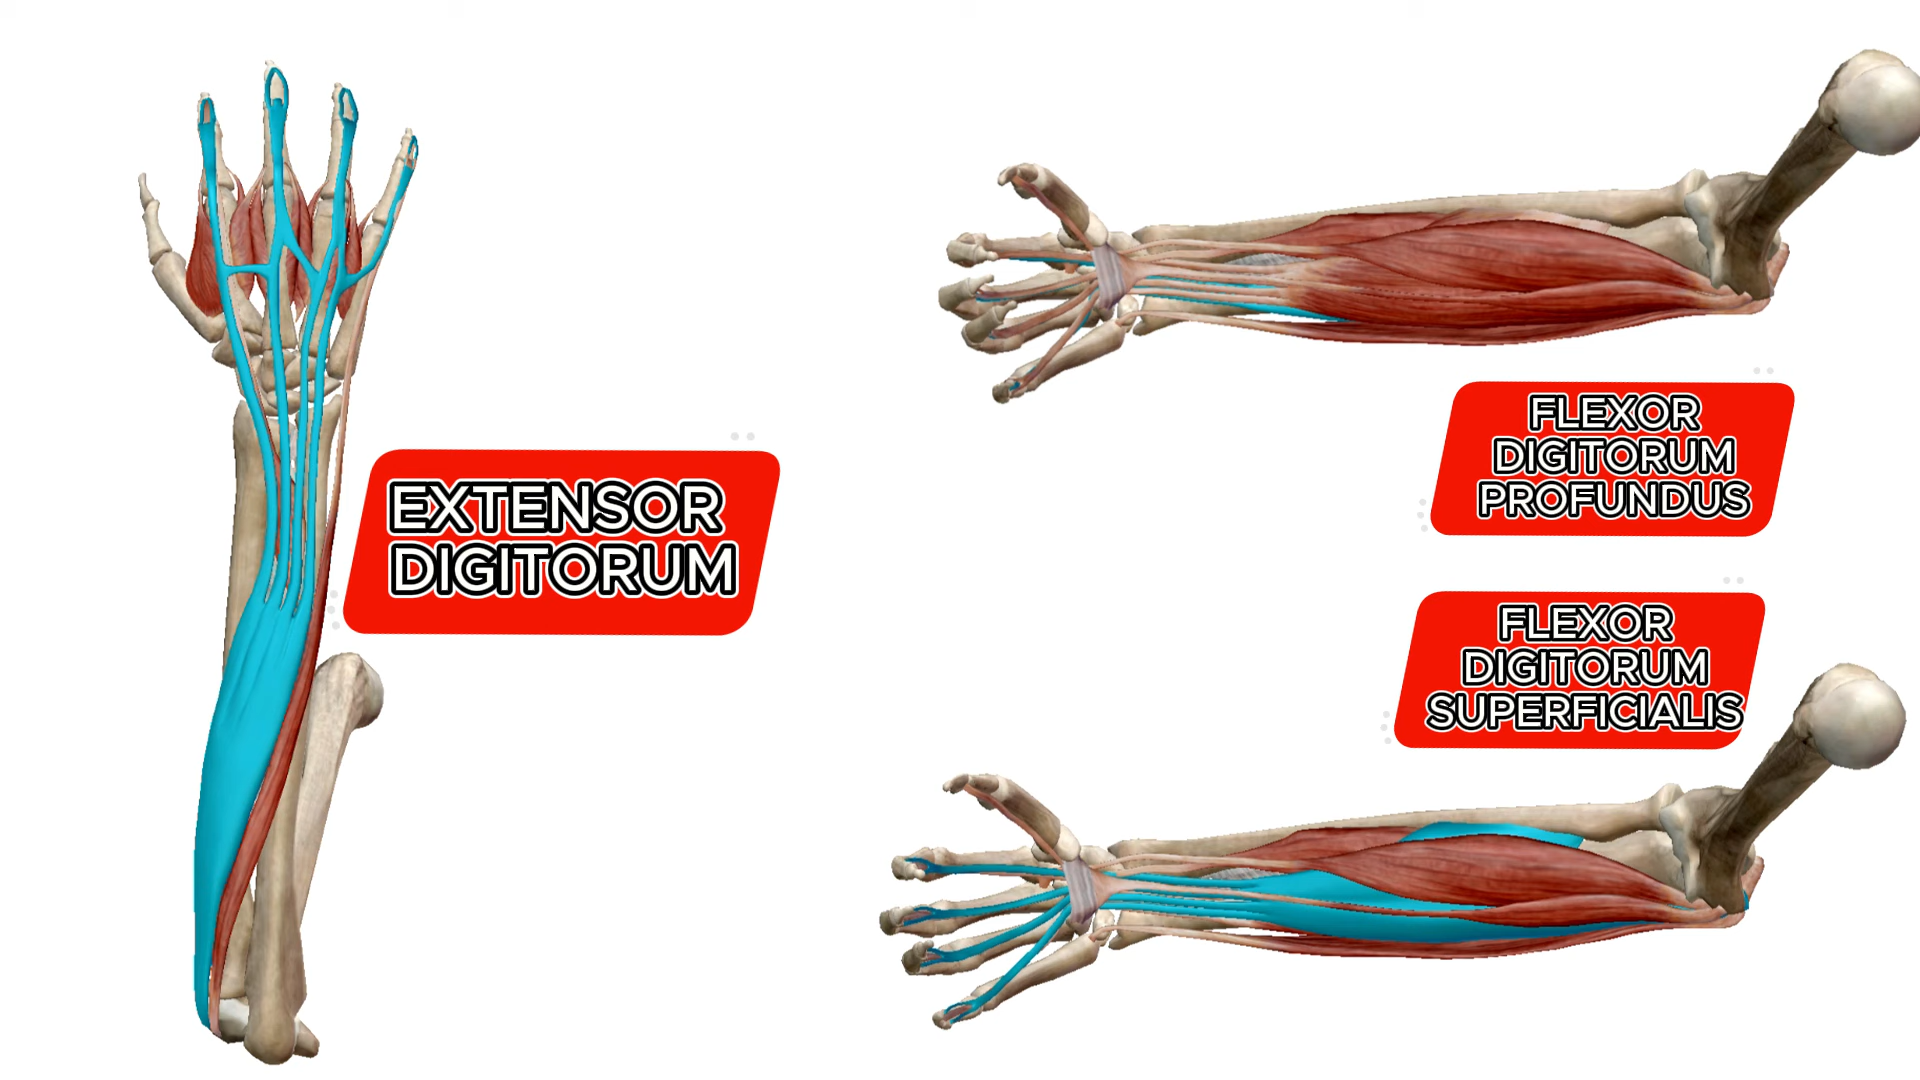 EXTENSOR
DIGITORUM
FLEXOR
DIGITORUM
PROFUNDUS
FLEXOR
DIGITORUM
SUPERFICIALIS